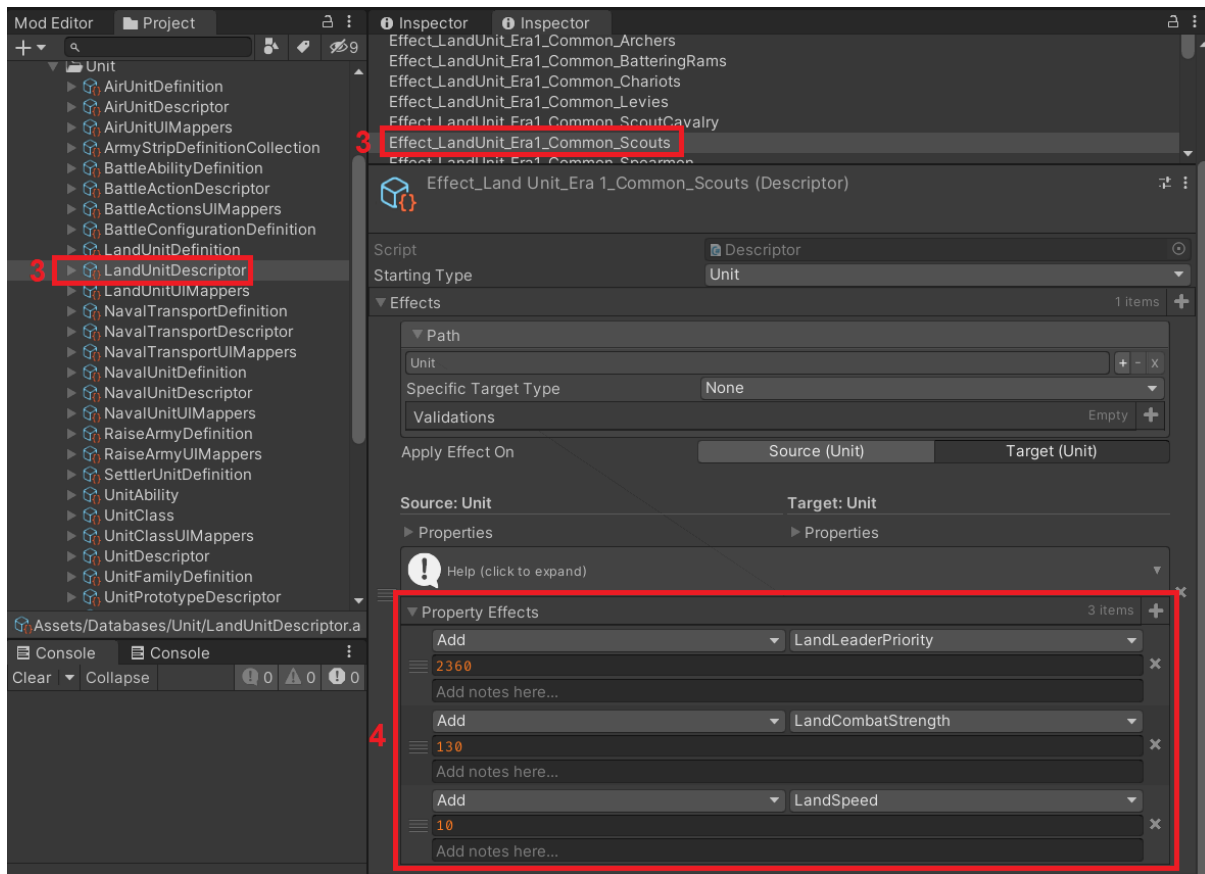 Mod Editor
Project
9
Unit
AirUnitDefinition
AirUnitDescriptor
AirUnitUIMappers
ArmyStripDefinitionCollection
BattleAbilityDefinition
BattleActionDescriptor
BattleActionsUIMappers
BattleConfigurationDefinition
LandUnitDefinition
3 LandUnitDescriptor
LandUnitUIMappers
NavalTransportDefinition
NavalTransportDescriptor
NavalTransportUIMappers
NavalUnitDefinition
NavalUnitDescriptor
NavalUnitUIMappers
RaiseArmyDefinition
RaiseArmyUIMappers
SettlerUnitDefinition
UnitAbility
UnitClass
UnitClassUIMappers
UnitDescriptor
UnitFamilyDefinition
UnitPrototypeDescriptor
Assets/Databases/Unit/LandUnitDescriptor.a
Console Console
Clear Collapse 0 0 0
Inspector Inspector
Effect_LandUnit_Era1_Common_Archers
Effect_LandUnit_Era1_Common_BatteringRams
Effect_LandUnit_Era1_Common_Chariots
Effect_LandUnit_Era1_Common_Levies
Effect_LandUnit_Era1_Common_ScoutCavalry
3 Effect_LandUnit_Era1_Common_Scouts
Effect_LandUnit_Era1_Common_Spearmen
Effect_Land Unit_Era 1_Common_Scouts (Descriptor)
Script Descriptor
Starting Type Unit
Effects 1 items
Path
Unit + - x
Specific Target Type None
Validations Empty
Apply Effect On Source (Unit) Target (Unit)
Source: Unit Target: Unit
Properties Properties
Help (click to expand)
4
Property Effects 3 items
Add LandLeaderPriority
2360
Add notes here...
Add LandCombatStrength
130
Add notes here...
Add LandSpeed
10
Add notes here...